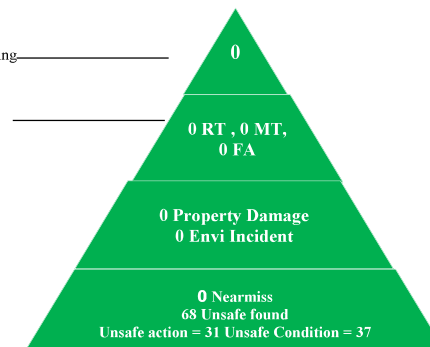 0
ing
0 RT , 0 MT,
0 FA
0 Property Damage
0 Envi Incident
0 Nearmiss
68 Unsafe found
Unsafe action = 31 Unsafe Condition = 37